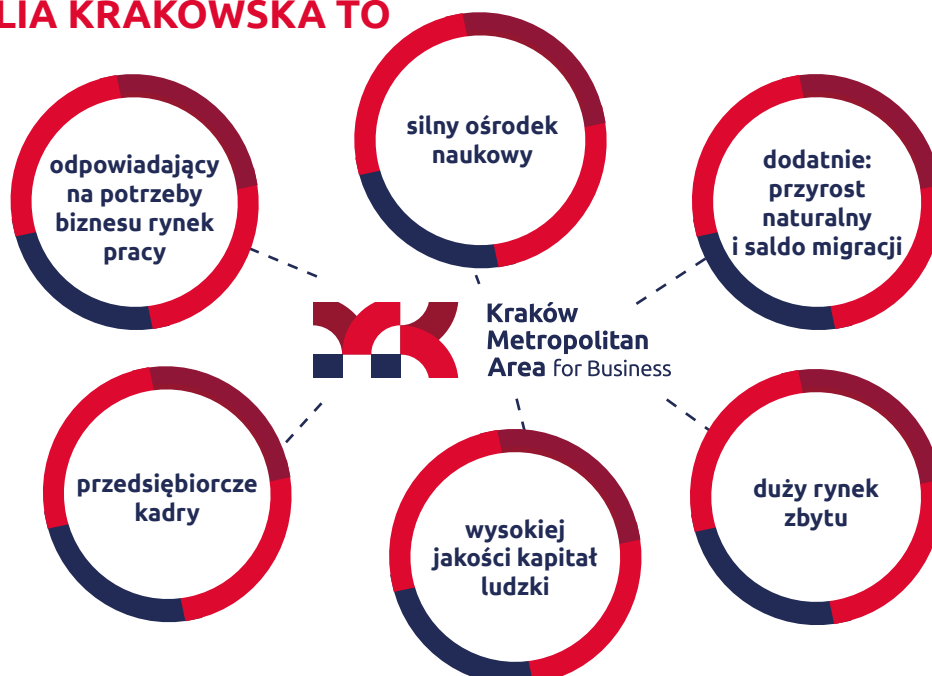 LIA KRAKOWSKA TO
odpowiadający
na potrzeby
biznesu rynek
pracy
silny ośrodek
naukowy
dodatnie:
przyrost
naturalny
i saldo migracji
Kraków
Metropolitan
Area for Business
przedsiębiorcze
kadry
wysokiej
jakości kapitał
ludzki
duży rynek
zbytu